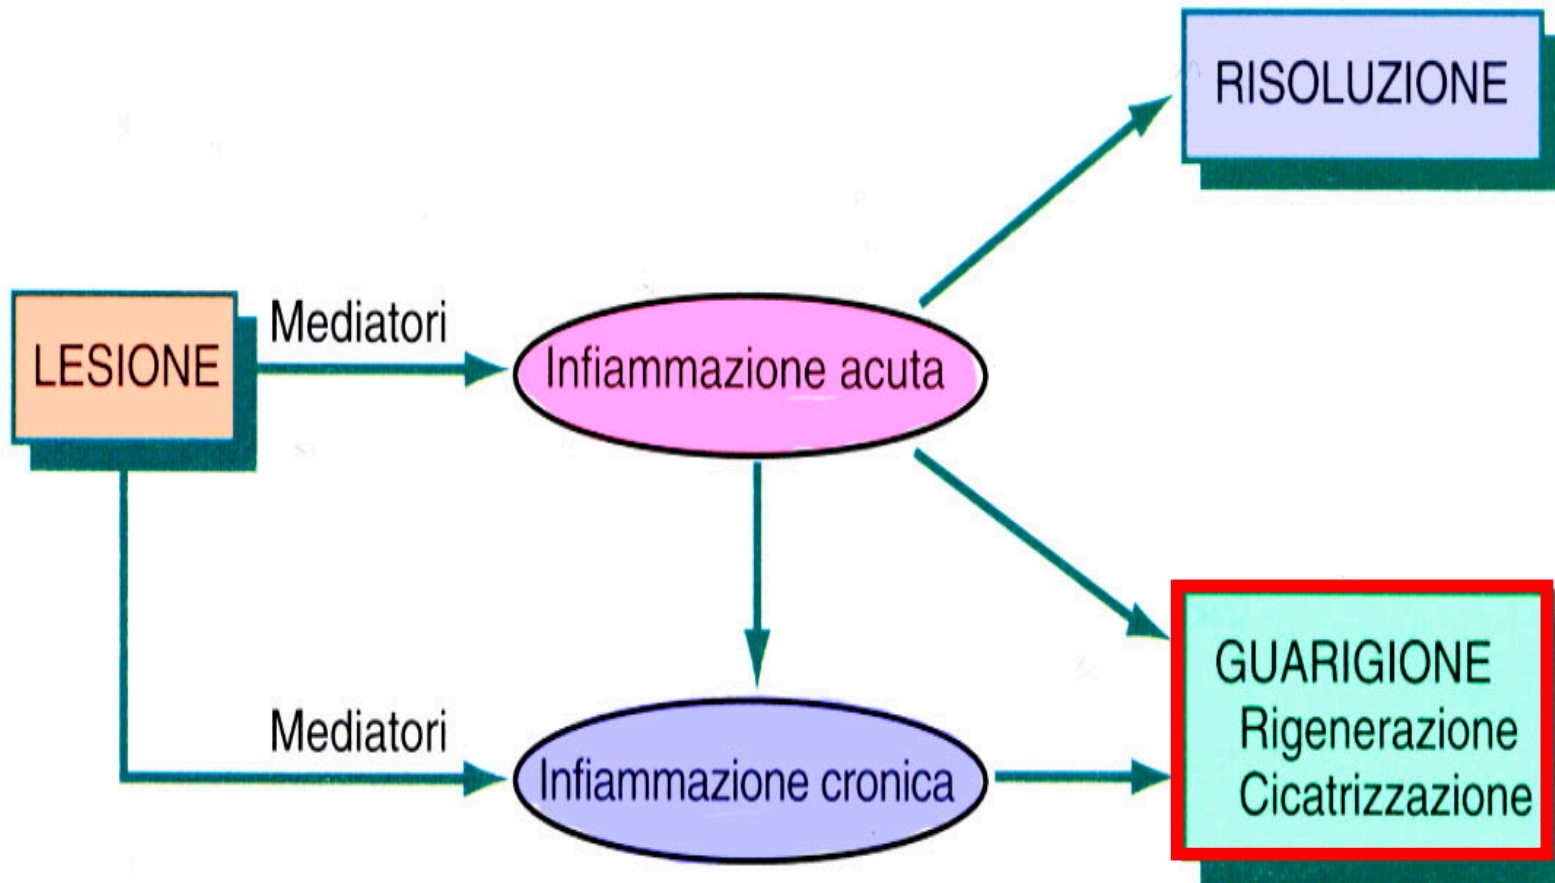 RISOLUZIONE
Mediatori
LESIONE
Infiammazione acuta
GUARIGIONE
Rigenerazione
Cicatrizzazione
Mediatori
Infiammazione cronica